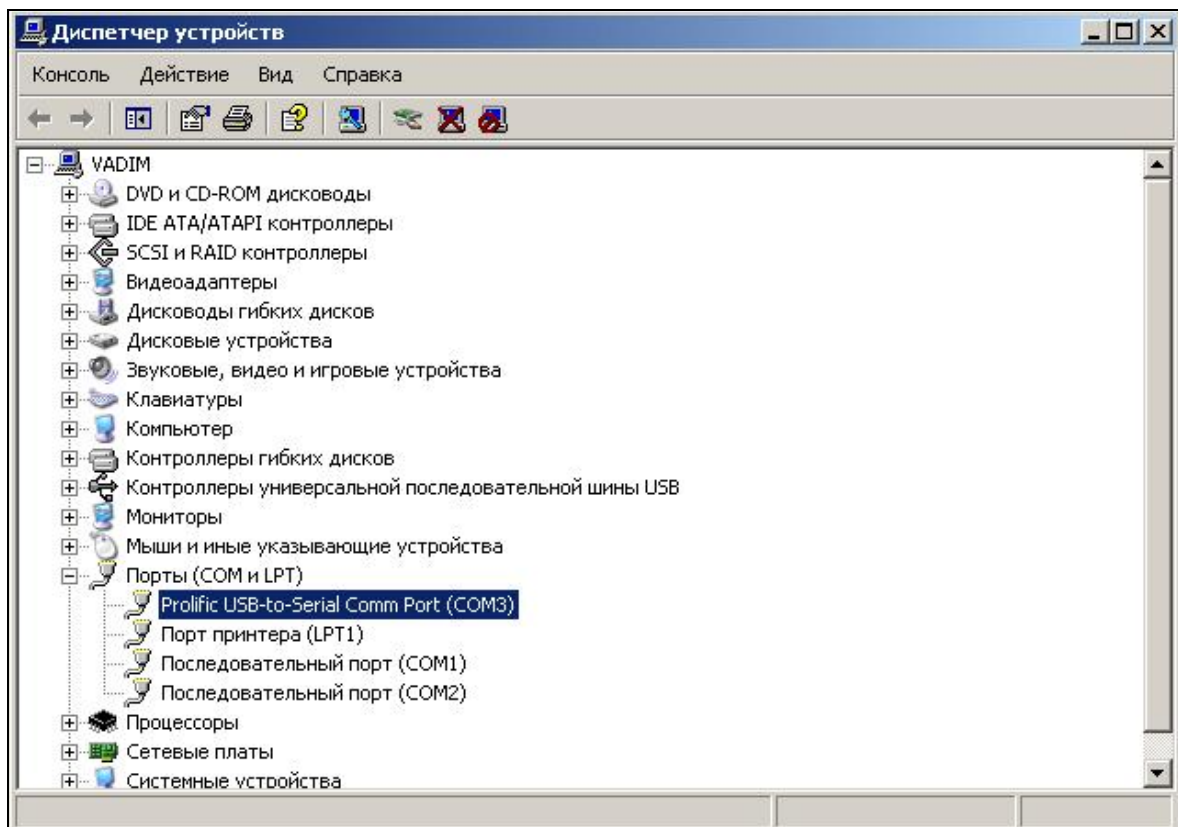 Диспетчер устройств
Консоль Действие Вид Справка
VADIM
DVD и CD-ROM дисководы
IDE ATA/ATAPI контроллеры
SCSI и RAID контроллеры
Видеоадаптеры
Дисководы гибких дисков
Дисковые устройства
Звуковые, видео и игровые устройства
Клавиатуры
Компьютер
Контроллеры гибких дисков
Контроллеры универсальной последовательной шины USB
Мониторы
Мыши и иные указывающие устройства
Порты (COM и LPT)
Prolific USB-to-Serial Comm Port (COM3)
Порт принтера (LPT1)
Последовательный порт (COM1)
Последовательный порт (COM2)
Процессоры
Сетевые платы
Системные устройства